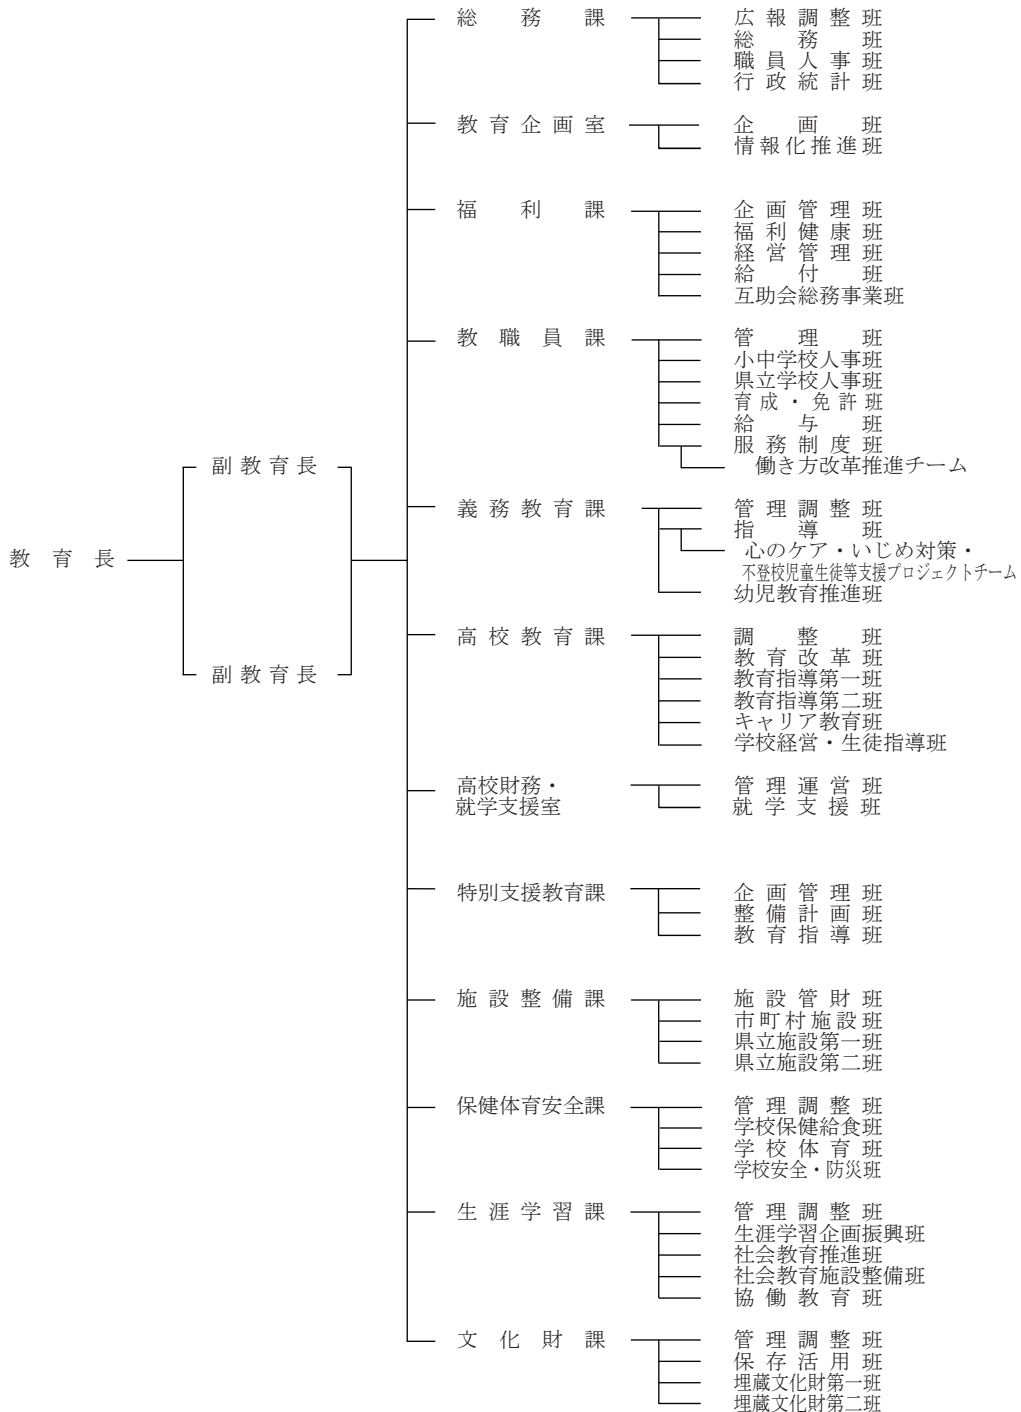 教育長
副教育長
副教育長
総務課
広報調整班
総務班
職員人事班
行政統計班
教育企画室
企画班
情報化推進班
福利課
企画管理班
福利健康班
経営管理班
給付班
互助会総務事業班
教職員課
管理班
小中学校人事班
県立学校人事班
育成・免許班
給与班
服務制度班
働き方改革推進チーム
義務教育課
管理調整班
指導班
心のケア・いじめ対策・
不登校児童生徒等支援プロジェクトチーム
幼児教育推進班
高校教育課
調整班
教育改革班
教育指導第一班
教育指導第二班
キャリア教育班
学校経営・生徒指導班
高校財務・
就学支援室
管理運営班
就学支援班
特別支援教育課
企画管理班
整備計画班
教育指導班
施設整備課
施設管財班
市町村施設班
県立施設第一班
県立施設第二班
保健体育安全課
管理調整班
学校保健給食班
学校体育班
学校安全・防災班
生涯学習課
管理調整班
生涯学習企画振興班
社会教育推進班
社会教育施設整備班
協働教育班
文化財課
管理調整班
保存活用班
埋蔵文化財第一班
埋蔵文化財第二班